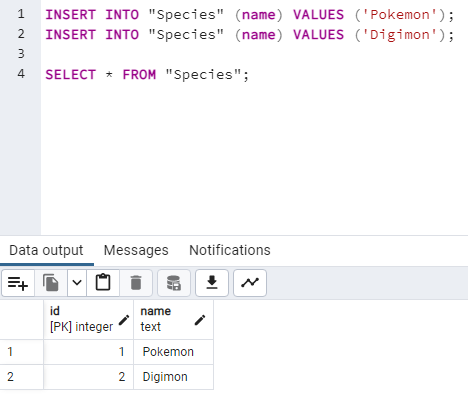 1 INSERT INTO "Species" (name) VALUES ('Pokemon');
2 INSERT INTO "Species" (name) VALUES ('Digimon');
3
4 SELECT * FROM "Species";
Data output Messages Notifications
id name
[PK] integer text
1 1 Pokemon
2 2 Digimon